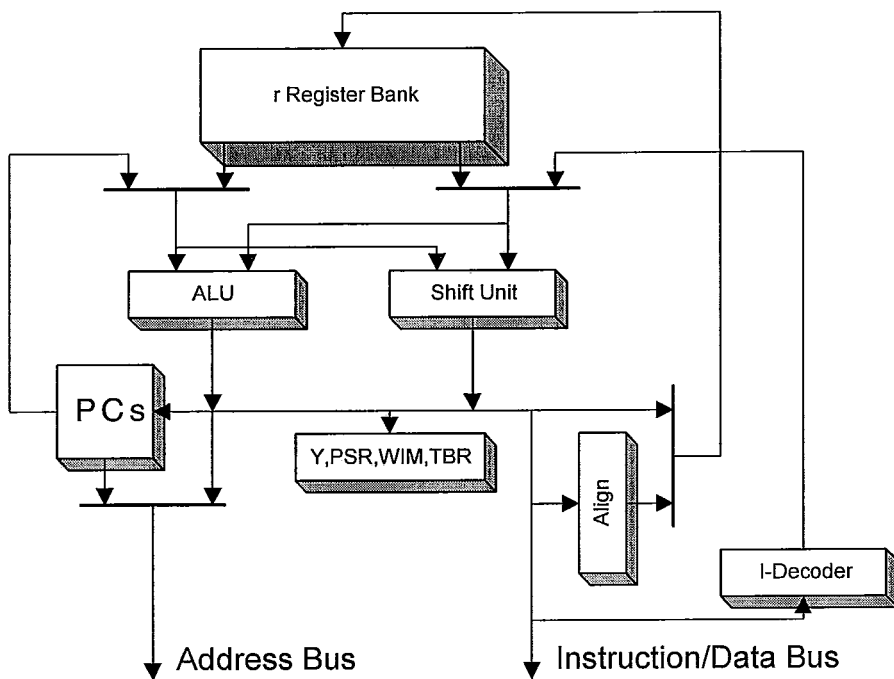 r Register Bank
ALU
Shift Unit
PCs
Y,PSR,WIM,TBR
Align
I-Decoder
Address Bus
Instruction/Data Bus